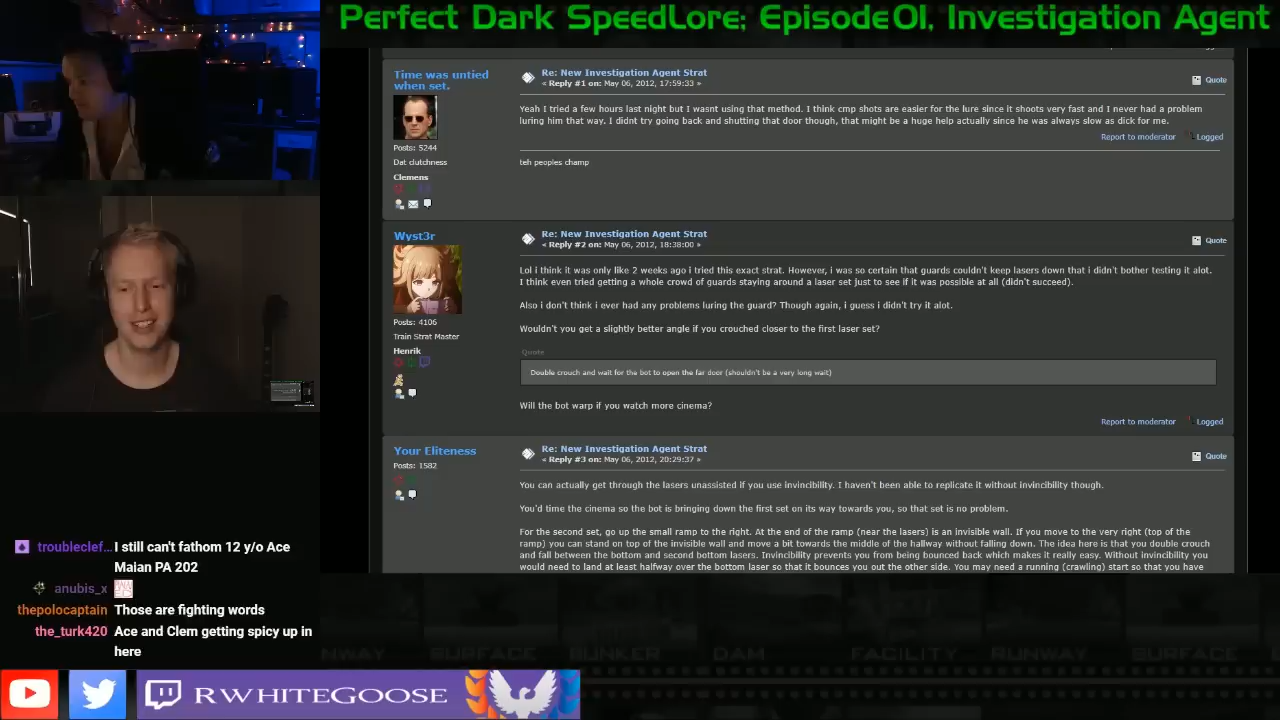 Perfect Dark SpeedLore; Episode 01, Investigation Agent
Time was untied
when set.
Posts: 5244
Dat clutchness
Clemens
Re: New Investigation Agent Strat
« Reply #1 on: May 06, 2012, 17:59:33 »
Quote
Yeah I tried a few hours last night but I wasnt using that method. I think cmp shots are easier for the lure since it shoots very fast and I never had a problem
luring him that way. I didnt try going back and shutting that door though, that might be a huge help actually since he was always slow as dick for me.
Report to moderator
Logged
teh peoples champ
Wyst3r
Posts: 4106
Train Strat Master
Henrik
Re: New Investigation Agent Strat
« Reply #2 on: May 06, 2012, 18:38:00 »
Quote
Lol i think it was only like 2 weeks ago i tried this exact strat. However, i was so certain that guards couldn't keep lasers down that i didn't bother testing it alot.
I think even tried getting a whole crowd of guards staying around a laser set just to see if it was possible at all (didn't succeed).
Also i don't think i ever had any problems luring the guard? Though again, i guess i didn't try it alot.
Wouldn't you get a slightly better angle if you crouched closer to the first laser set?
Quote
Double crouch and wait for the bot to open the far door (shouldn't be a very long wait)
Will the bot warp if you watch more cinema?
Report to moderator
Logged
Your Eliteness
Posts: 1582
Re: New Investigation Agent Strat
« Reply #3 on: May 06, 2012, 20:29:37 »
Quote
You can actually get through the lasers unassisted if you use invincibility. I haven't been able to replicate it without invincibility though.
You'd time the cinema so the bot is bringing down the first set on its way towards you, so that set is no problem.
For the second set, go up the small ramp to the right. At the end of the ramp (near the lasers) is an invisible wall. If you move to the very right (top of the
ramp) you can stand on top of the invisible wall and move a bit towards the middle of the hallway without falling down. The idea here is that you double crouch
and fall between the bottom and second bottom lasers. Invincibility prevents you from being bounced back which makes it really easy. Without invincibility you
would need to land at least halfway over the bottom laser so that it bounces you out the other side. You may need a running (crawling) start so that you have
troubleclef... I still can't fathom 12 y/o Ace
Maian PA 202
anubis_x
thepolocaptain Those are fighting words
the_turk420 Ace and Clem getting spicy up in
here
RWHITEGOOSE
NWAY SURFACE BUNKER DAM FACILITY RUNWAY SURFACE B